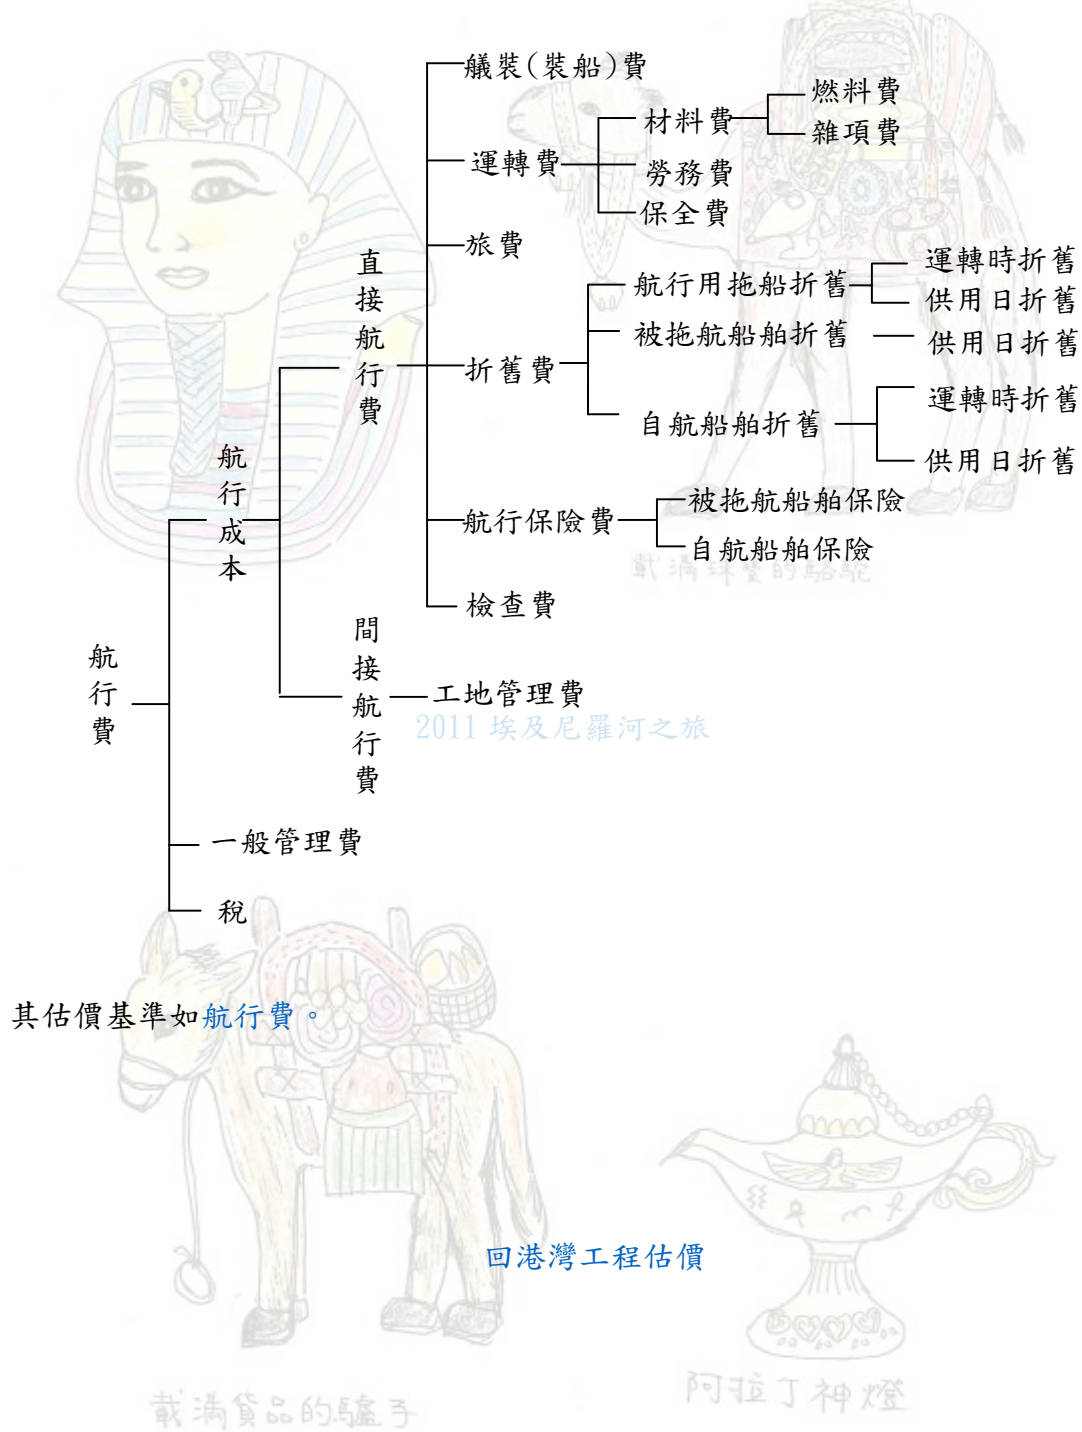 艤裝(裝船)費
運轉費
材料費
燃料費
雜項費
勞務費
保全費
旅費
折舊費
航行用拖船折舊
運轉時折舊
供用日折舊
被拖航船舶折舊
供用日折舊
自航船舶折舊
運轉時折舊
供用日折舊
航行保險費
被拖航船舶保險
自航船舶保險
檢查費
直接航行費
航行成本
間接航行費
工地管理費
航行費
一般管理費
稅
2011 埃及尼羅河之旅
其估價基準如航行費。
回港灣工程估價
載滿貨品的驢子
阿拉丁神燈